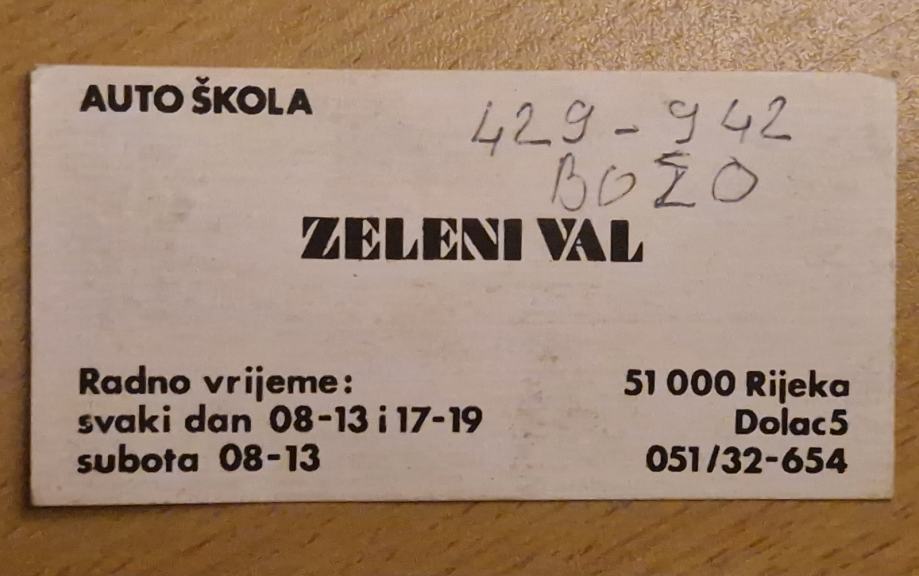 AUTO ŠKOLA
429-942
BOŽO
ZELENI VAL
Radno vrijeme:
svaki dan 08-13 i 17-19
subota 08-13
51 000 Rijeka
Dolac5
051/32-654